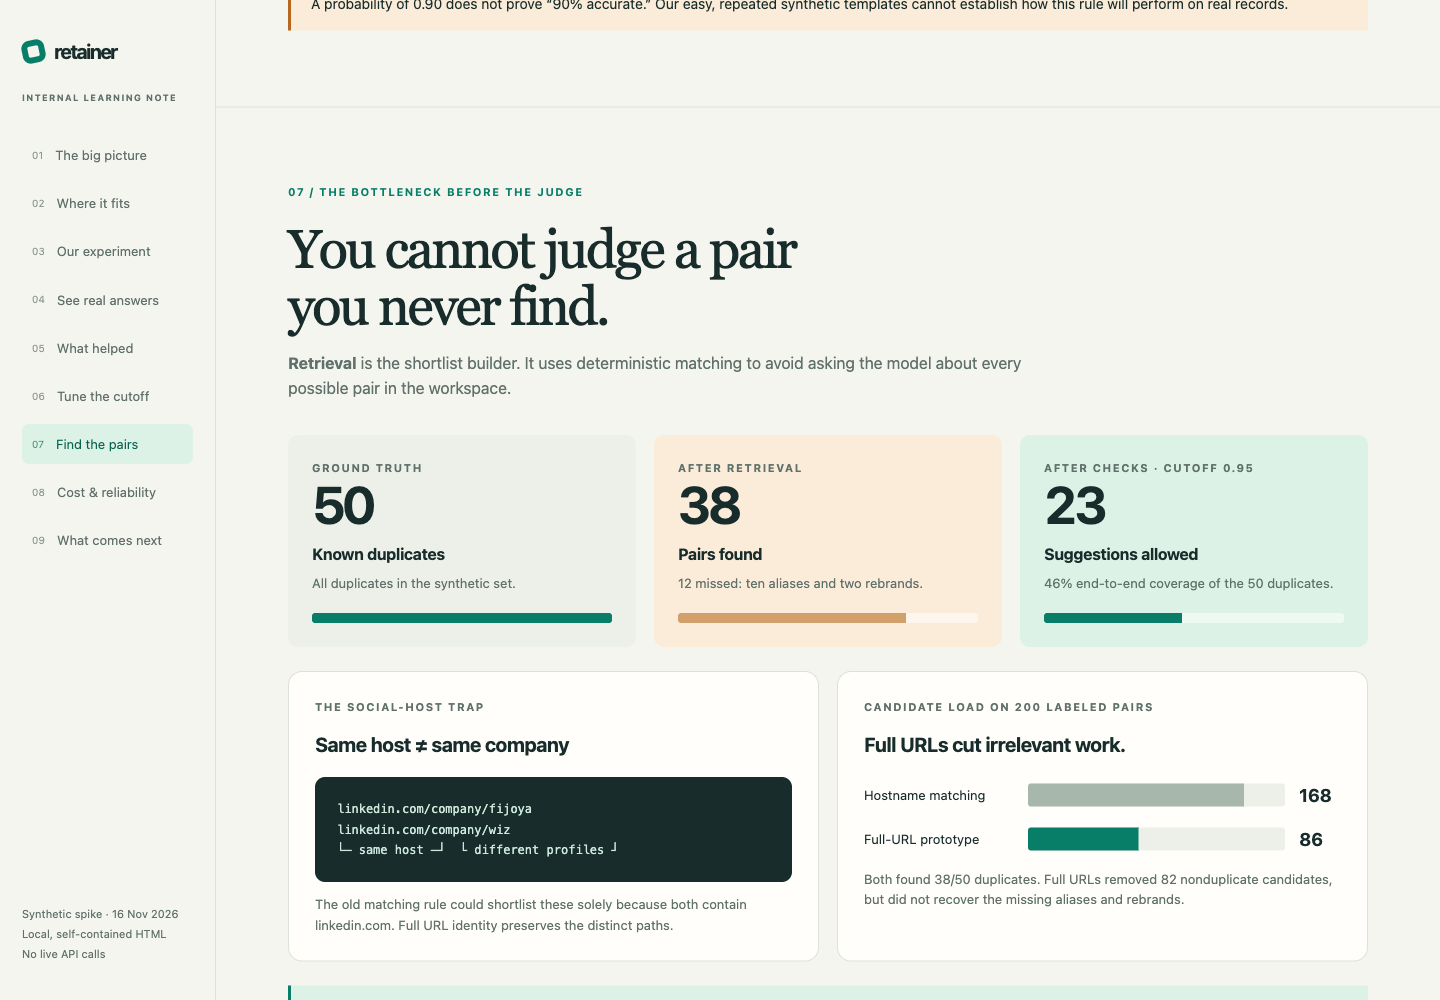 A probability of 0.90 does not prove “90% accurate.” Our easy, repeated synthetic templates cannot establish how this rule will perform on real records.
retainer
INTERNAL LEARNING NOTE
01 The big picture
02 Where it fits
03 Our experiment
04 See real answers
05 What helped
06 Tune the cutoff
07 Find the pairs
08 Cost & reliability
09 What comes next
Synthetic spike · 16 Nov 2026
Local, self-contained HTML
No live API calls
07 / THE BOTTLENECK BEFORE THE JUDGE
You cannot judge a pair
you never find.
Retrieval is the shortlist builder. It uses deterministic matching to avoid asking the model about every
possible pair in the workspace.
GROUND TRUTH
50
Known duplicates
All duplicates in the synthetic set.
AFTER RETRIEVAL
38
Pairs found
12 missed: ten aliases and two rebrands.
AFTER CHECKS · CUTOFF 0.95
23
Suggestions allowed
46% end-to-end coverage of the 50 duplicates.
THE SOCIAL-HOST TRAP
Same host ≠ same company
linkedin.com/company/fijoya
linkedin.com/company/wiz
└─ same host ─┘  └ different profiles ┘
The old matching rule could shortlist these solely because both contain
linkedin.com. Full URL identity preserves the distinct paths.
CANDIDATE LOAD ON 200 LABELED PAIRS
Full URLs cut irrelevant work.
Hostname matching 168
Full-URL prototype 86
Both found 38/50 duplicates. Full URLs removed 82 nonduplicate candidates,
but did not recover the missing aliases and rebrands.